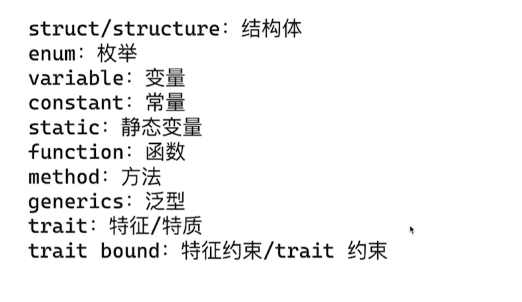 struct/structure: 结构体
enum: 枚举
variable: 变量
constant: 常量
static: 静态变量
function: 函数
method: 方法
generics: 泛型
trait: 特征/特质
trait bound: 特征约束/trait 约束